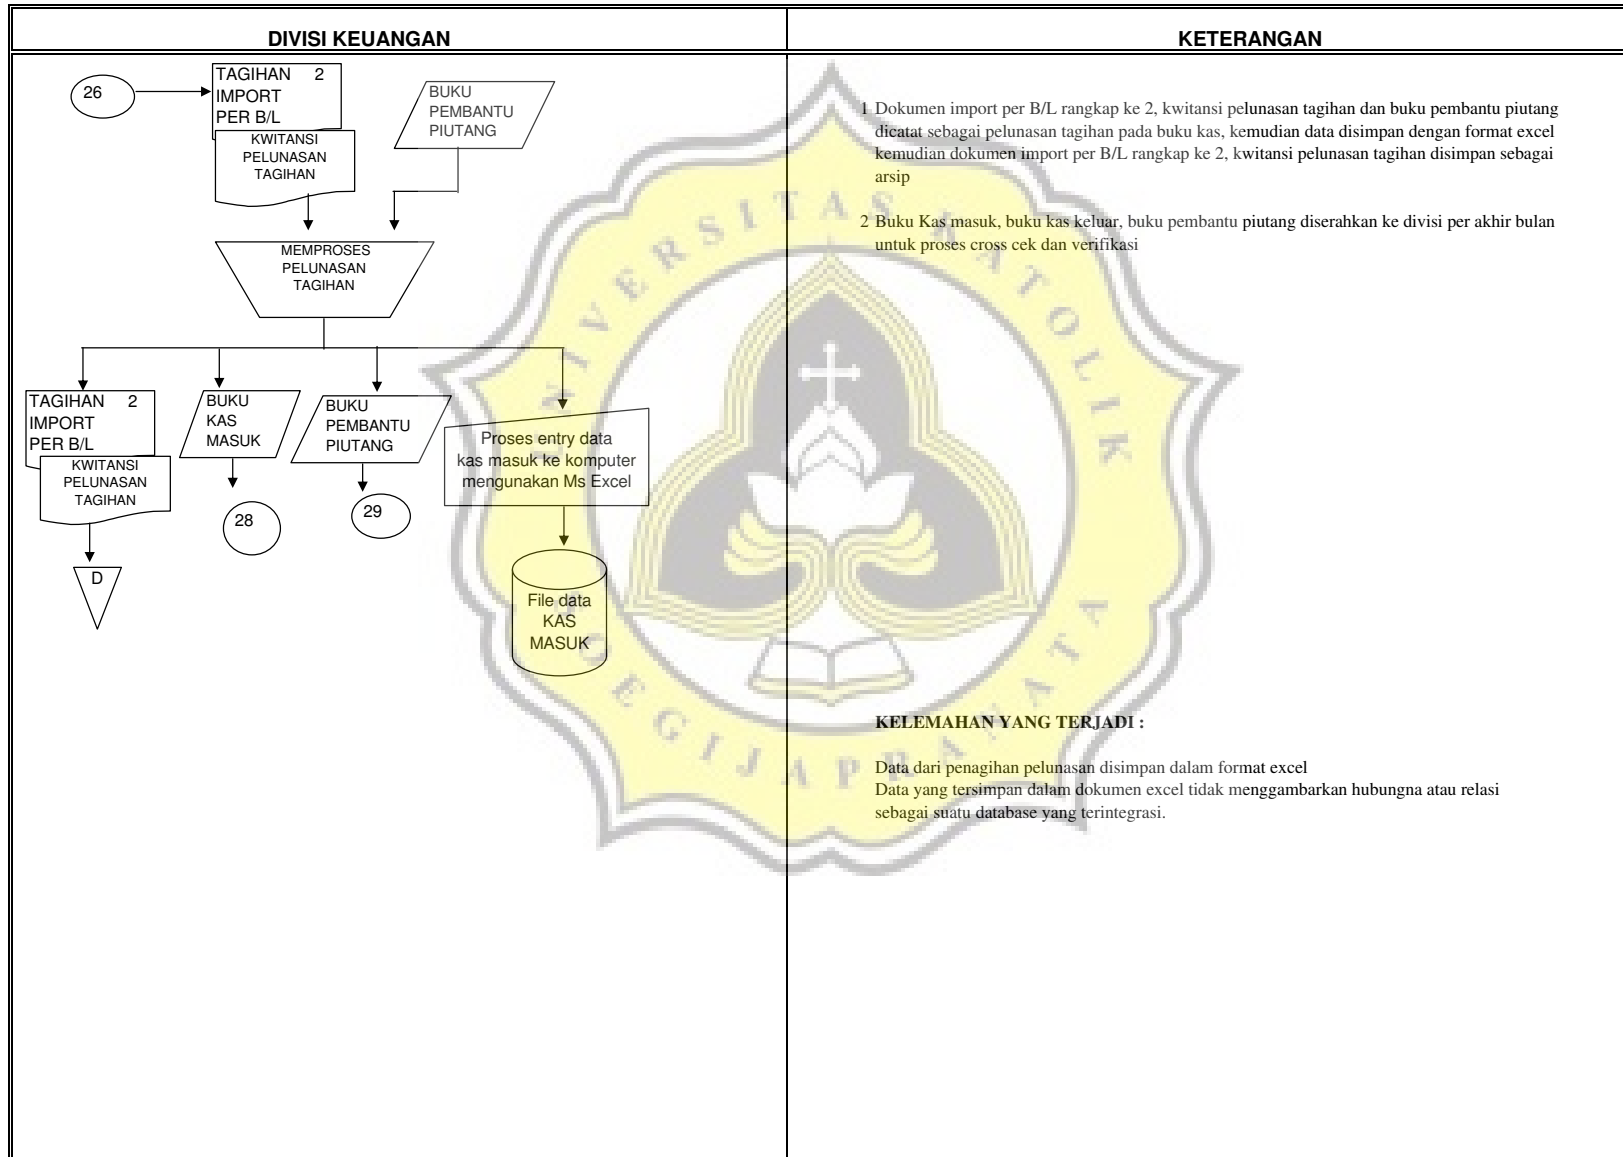 DIVISI KEUANGAN
KETERANGAN
26
TAGIHAN 2
IMPORT
PER B/L
KWITANSI
PELUNASAN
TAGIHAN
BUKU
PEMBANTU
PIUTANG
MEMPROSES
PELUNASAN
TAGIHAN
TAGIHAN 2
IMPORT
PER B/L
KWITANSI
PELUNASAN
TAGIHAN
D
BUKU
KAS
MASUK
28
BUKU
PEMBANTU
PIUTANG
29
Proses entry data
kas masuk ke komputer
mengunakan Ms Excel
File data
KAS
MASUK
1 Dokumen import per B/L rangkap ke 2, kwitansi pelunasan tagihan dan buku pembantu piutang
dicatat sebagai pelunasan tagihan pada buku kas, kemudian data disimpan dengan format excel
kemudian dokumen import per B/L rangkap ke 2, kwitansi pelunasan tagihan disimpan sebagai
arsip
2 Buku Kas masuk, buku kas keluar, buku pembantu piutang diserahkan ke divisi per akhir bulan
untuk proses cross cek dan verifikasi
KELEMAHAN YANG TERJADI :
Data dari penagihan pelunasan disimpan dalam format excel
Data yang tersimpan dalam dokumen excel tidak menggambarkan hubungna atau relasi
sebagai suatu database yang terintegrasi.
UNIVERSITAS KATOLIK
SOEGIJAPRANATA